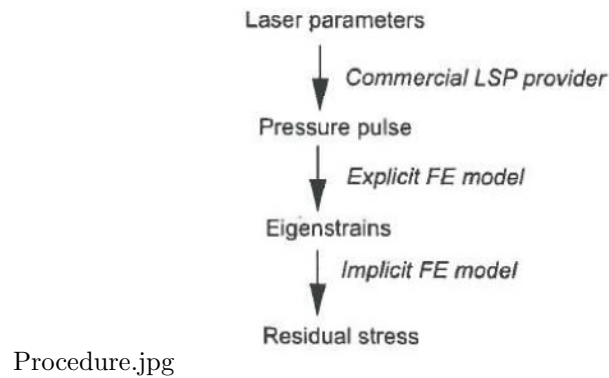 Laser parameters
Commercial LSP provider
Pressure pulse
Explicit FE model
Eigenstrains
Implicit FE model
Residual stress
Procedure.jpg